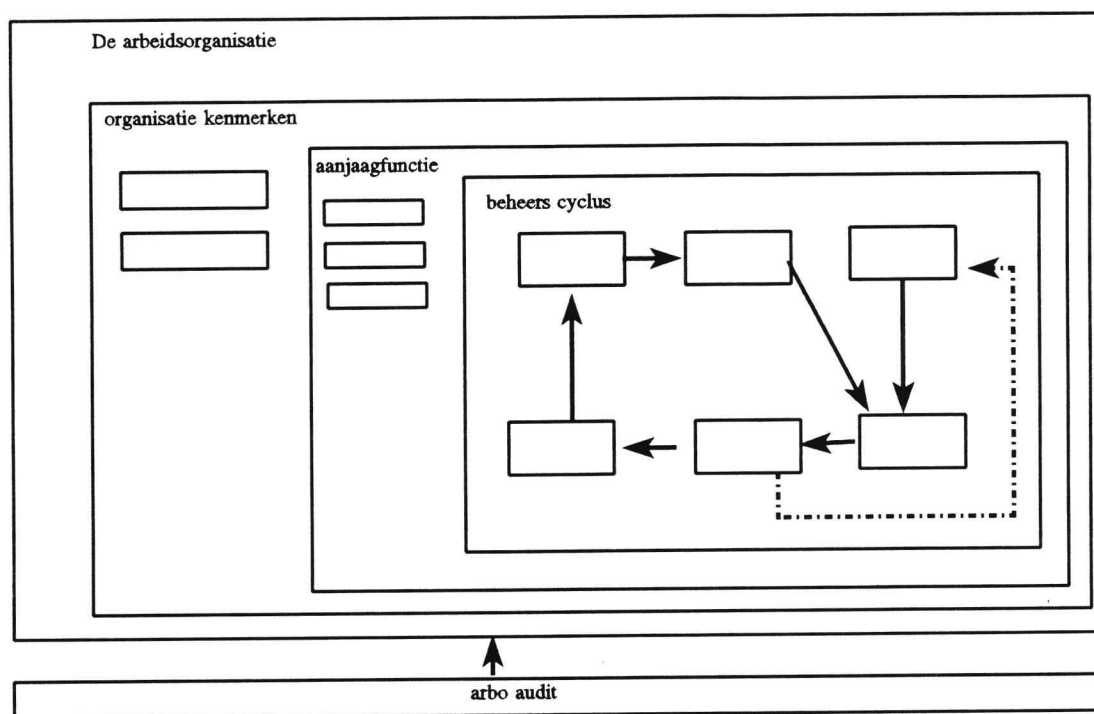 De arbeidsorganisatie
organisatie kenmerken
aanjaagfunctie
beheers cyclus
arbo audit